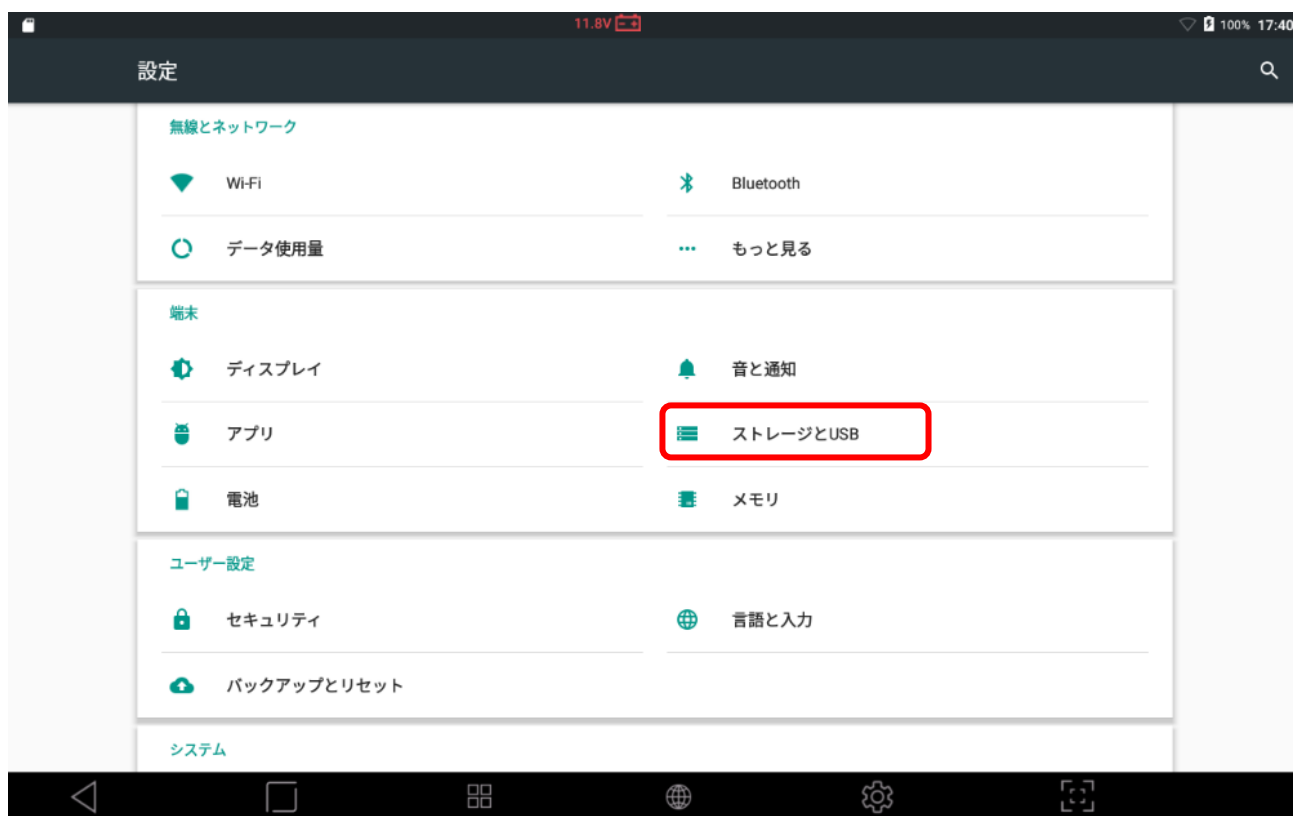 11.8V
100% 17:40
設定
無線とネットワーク
Wi-Fi
Bluetooth
データ使用量
もっと見る
端末
ディスプレイ
音と通知
アプリ
ストレージとUSB
電池
メモリ
ユーザー設定
セキュリティ
言語と入力
バックアップとリセット
システム